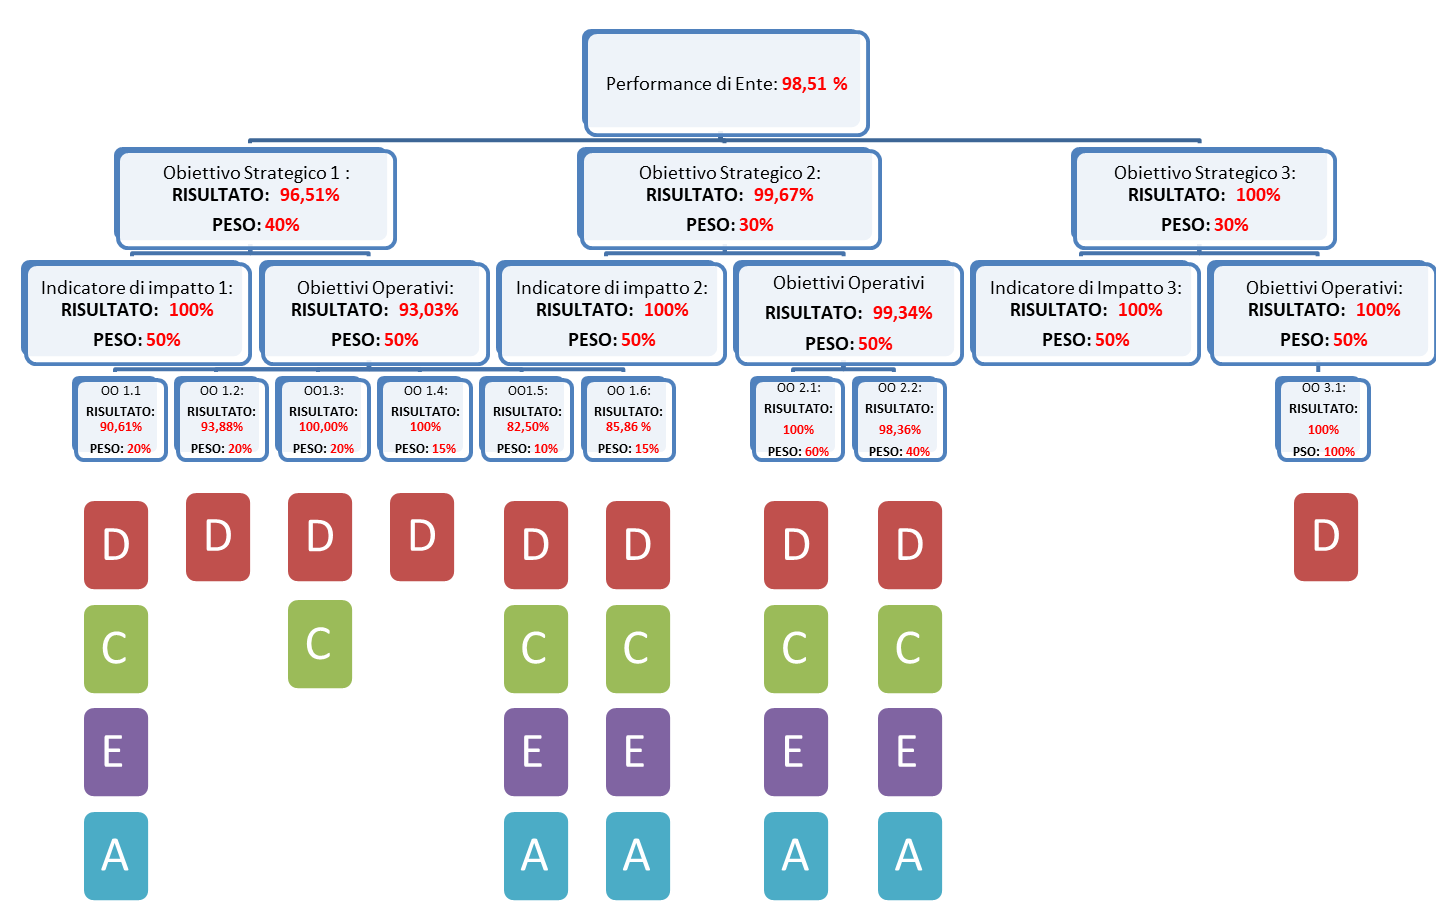 Performance di Ente: 98,51 %
Obiettivo Strategico 1 :
RISULTATO: 96,51%
PESO: 40%
Obiettivo Strategico 2:
RISULTATO: 99,67%
PESO: 30%
Obiettivo Strategico 3:
RISULTATO: 100%
PESO: 30%
Indicatore di impatto 1:
RISULTATO: 100%
PESO: 50%
Obiettivi Operativi:
RISULTATO: 93,03%
PESO: 50%
Indicatore di impatto 2:
RISULTATO: 100%
PESO: 50%
Obiettivi Operativi
RISULTATO: 99,34%
PESO: 50%
Indicatore di Impatto 3:
RISULTATO: 100%
PESO: 50%
Obiettivi Operativi:
RISULTATO: 100%
PESO: 50%
OO 1.1
RISULTATO:
90,61%
PESO: 20%
OO 1.2:
RISULTATO:
93,88%
PESO: 20%
OO1.3:
RISULTATO:
100,00%
PESO: 20%
OO 1.4:
RISULTATO:
100%
PESO: 15%
OO1.5:
RISULTATO:
82,50%
PESO: 10%
OO 1.6:
RISULTATO:
85,86 %
PESO: 15%
OO 2.1:
RISULTATO:
100%
PESO: 60%
OO 2.2:
RISULTATO:
98,36%
PESO: 40%
OO 3.1:
RISULTATO:
100%
PSO: 100%
D D D D D D D D D
C C C C C C
E E E E E
A A A A A